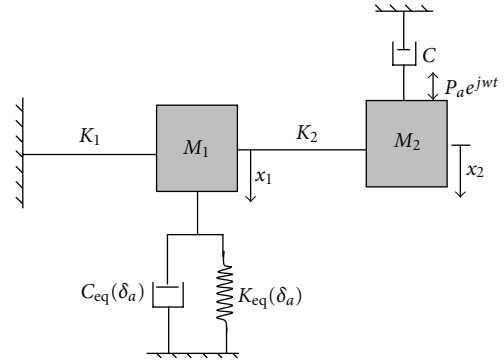 C
P_a e^{jwt}
K_1
M_1
K_2
M_2
x_1
x_2
C_eq(δ_a)
K_eq(δ_a)